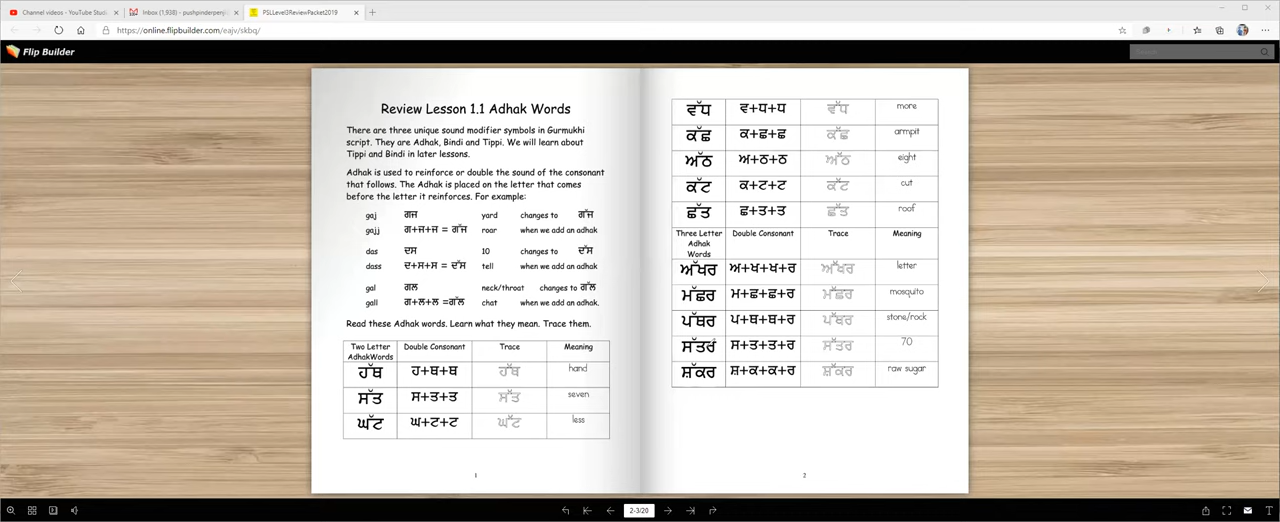 Channel videos - YouTube Stud
Inbox (1,938) - pushpinderpenji
PSLLevel3ReviewPacket2019
https://online.flipbuilder.com/eajv/skbq/
Flip Builder
Search
Review Lesson 1.1 Adhak Words
There are three unique sound modifier symbols in Gurmukhi
script. They are Adhak, Bindi and Tippi. We will learn about
Tippi and Bindi in later lessons.
Adhak is used to reinforce or double the sound of the consonant
that follows. The Adhak is placed on the letter that comes
before the letter it reinforces. For example:
gaj ਗਜ yard changes to ਗੱਜ
gajj ਗ+ਜ+ਜ = ਗੱਜ roar when we add an adhak
das ਦਸ 10 changes to ਦੱਸ
dass ਦ+ਸ+ਸ = ਦੱਸ tell when we add an adhak
gal ਗਲ neck/throat changes to ਗੱਲ
gall ਗ+ਲ+ਲ =ਗੱਲ chat when we add an adhak.
Read these Adhak words. Learn what they mean. Trace them.
Two Letter AdhakWords Double Consonant Trace Meaning
ਹੱਥ ਹ+ਥ+ਥ ਹੱਥ hand
ਸੱਤ ਸ+ਤ+ਤ ਸੱਤ seven
ਘੱਟ ਘ+ਟ+ਟ ਘੱਟ less
1
ਵੱਧ ਵ+ਧ+ਧ ਵੱਧ more
ਕੱਛ ਕ+ਛ+ਛ ਕੱਛ armpit
ਅੱਠ ਅ+ਠ+ਠ ਅੱਠ eight
ਕੱਟ ਕ+ਟ+ਟ ਕੱਟ cut
ਛੱਤ ਛ+ਤ+ਤ ਛੱਤ roof
Three Letter Adhak Words Double Consonant Trace Meaning
ਅੱਖਰ ਅ+ਖ+ਖ+ਰ ਅੱਖਰ letter
ਮੱਛਰ ਮ+ਛ+ਛ+ਰ ਮੱਛਰ mosquito
ਪੱਥਰ ਪ+ਥ+ਥ+ਰ ਪੱਥਰ stone/rock
ਸੱਤਰ ਸ+ਤ+ਤ+ਰ ਸੱਤਰ 70
ਸ਼ੱਕਰ ਸ਼+ਕ+ਕ+ਰ ਸ਼ੱਕਰ raw sugar
2
2-3/20